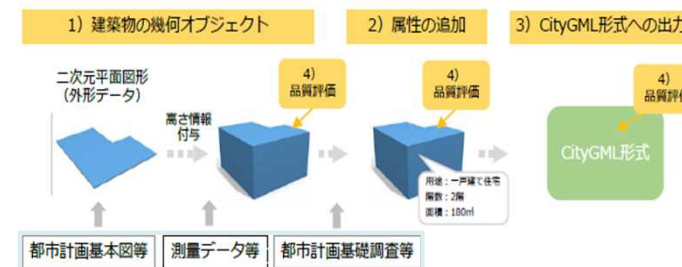 1) 建築物の幾何オブジェクト
2) 属性の追加
3) CityGML形式への出力
二次元平面図形
(外形データ)
高さ情報
付与
4)
品質評価
4)
品質評価
4)
品質評価
CityGML形式
用途:一戸建て住宅
階数:2階
面積:180㎡
都市計画基本図等
測量データ等
都市計画基礎調査等